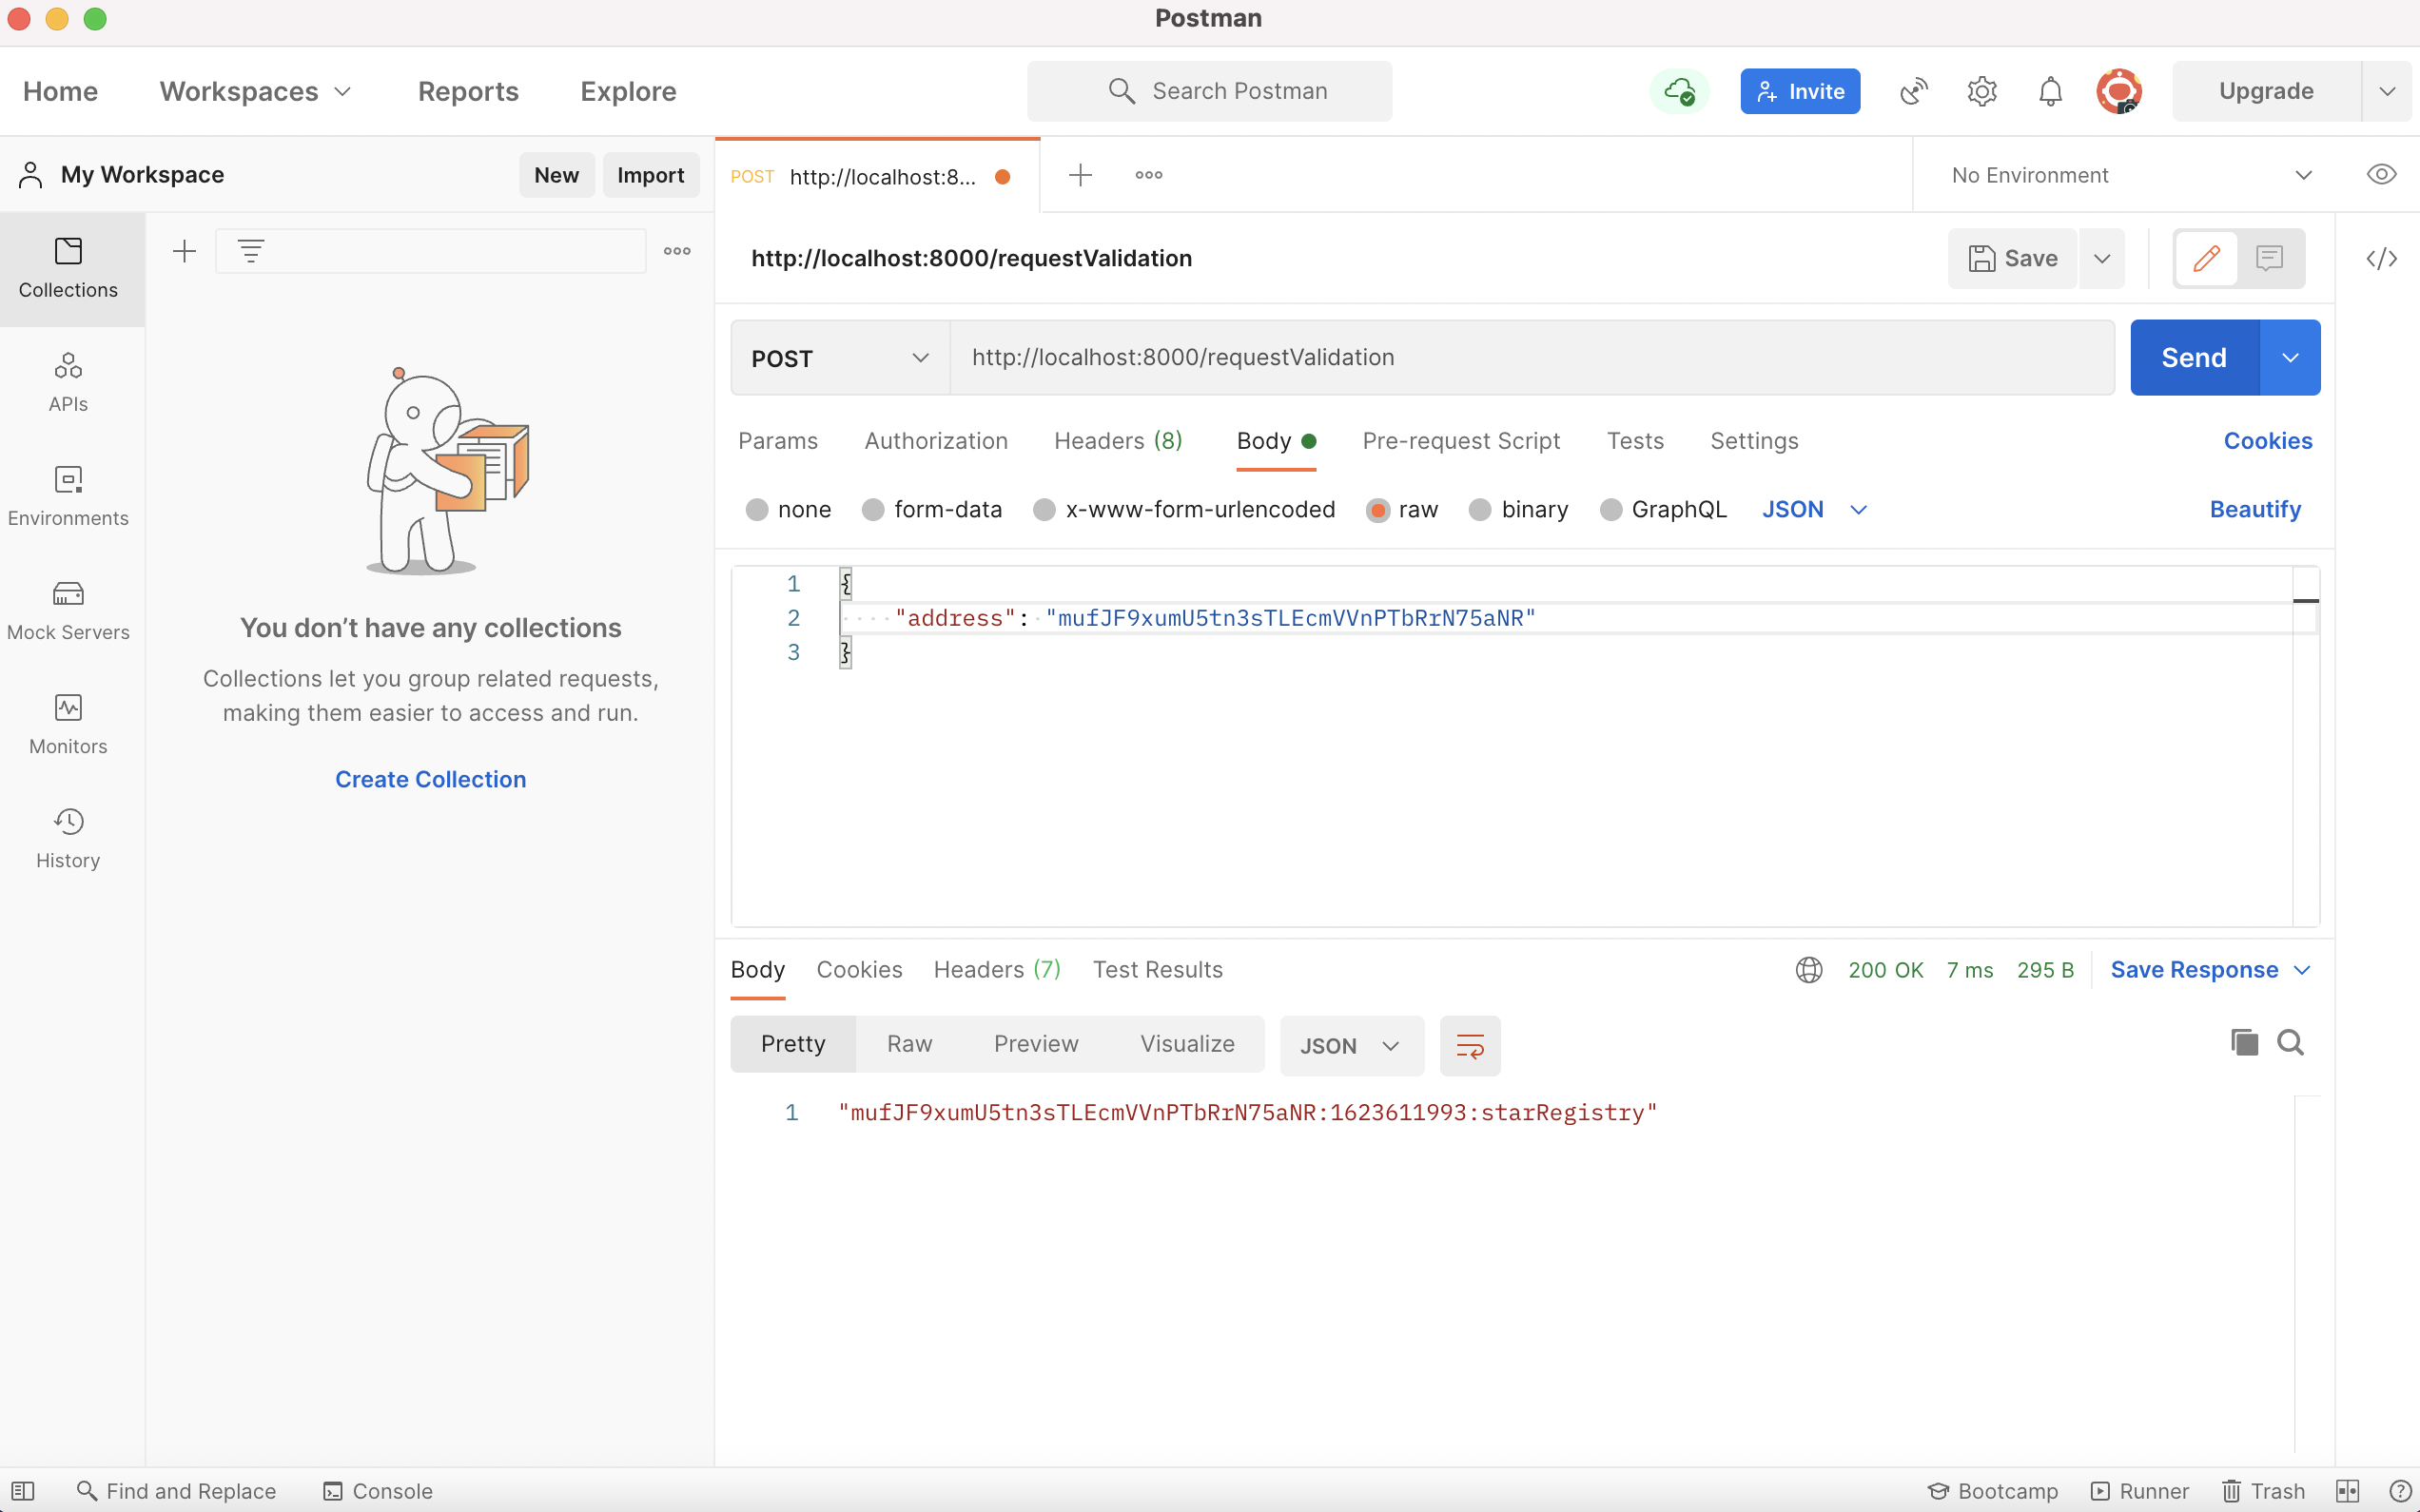 Postman
Home Workspaces Reports Explore Search Postman Invite Upgrade
My Workspace New Import POST http://localhost:8... No Environment
Collections
APIs
Environments
Mock Servers
Monitors
History
You don’t have any collections
Collections let you group related requests,
making them easier to access and run.
Create Collection
http://localhost:8000/requestValidation Save </>
POST http://localhost:8000/requestValidation Send
Params Authorization Headers (8) Body Pre-request Script Tests Settings Cookies
none form-data x-www-form-urlencoded raw binary GraphQL JSON Beautify
1 {
2 "address": "mufJF9xumU5tn3sTLEcmVVnPTbRrN75aNR"
3 }
Body Cookies Headers (7) Test Results 200 OK 7 ms 295 B Save Response
Pretty Raw Preview Visualize JSON
1 "mufJF9xumU5tn3sTLEcmVVnPTbRrN75aNR:1623611993:starRegistry"
Find and Replace Console Bootcamp Runner Trash